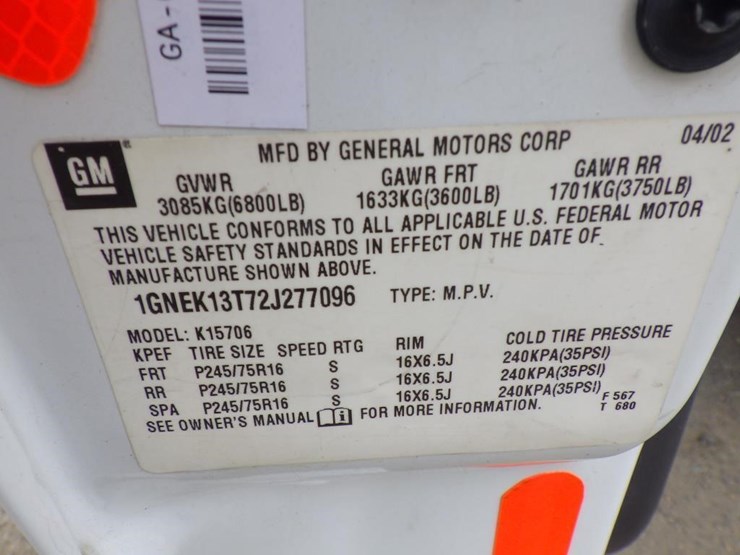 GA-
GM
MFD BY GENERAL MOTORS CORP 04/02
GVWR GAWR FRT GAWR RR
3085KG(6800LB) 1633KG(3600LB) 1701KG(3750LB)
THIS VEHICLE CONFORMS TO ALL APPLICABLE U.S. FEDERAL MOTOR
VEHICLE SAFETY STANDARDS IN EFFECT ON THE DATE OF
MANUFACTURE SHOWN ABOVE.
1GNEK13T72J277096 TYPE: M.P.V.
MODEL: K15706
KPEF TIRE SIZE SPEED RTG RIM COLD TIRE PRESSURE
FRT P245/75R16 S 16X6.5J 240KPA(35PSI)
RR P245/75R16 S 16X6.5J 240KPA(35PSI)
SPA P245/75R16 S 16X6.5J 240KPA(35PSI)
SEE OWNER'S MANUAL i FOR MORE INFORMATION.
F 567
T 680